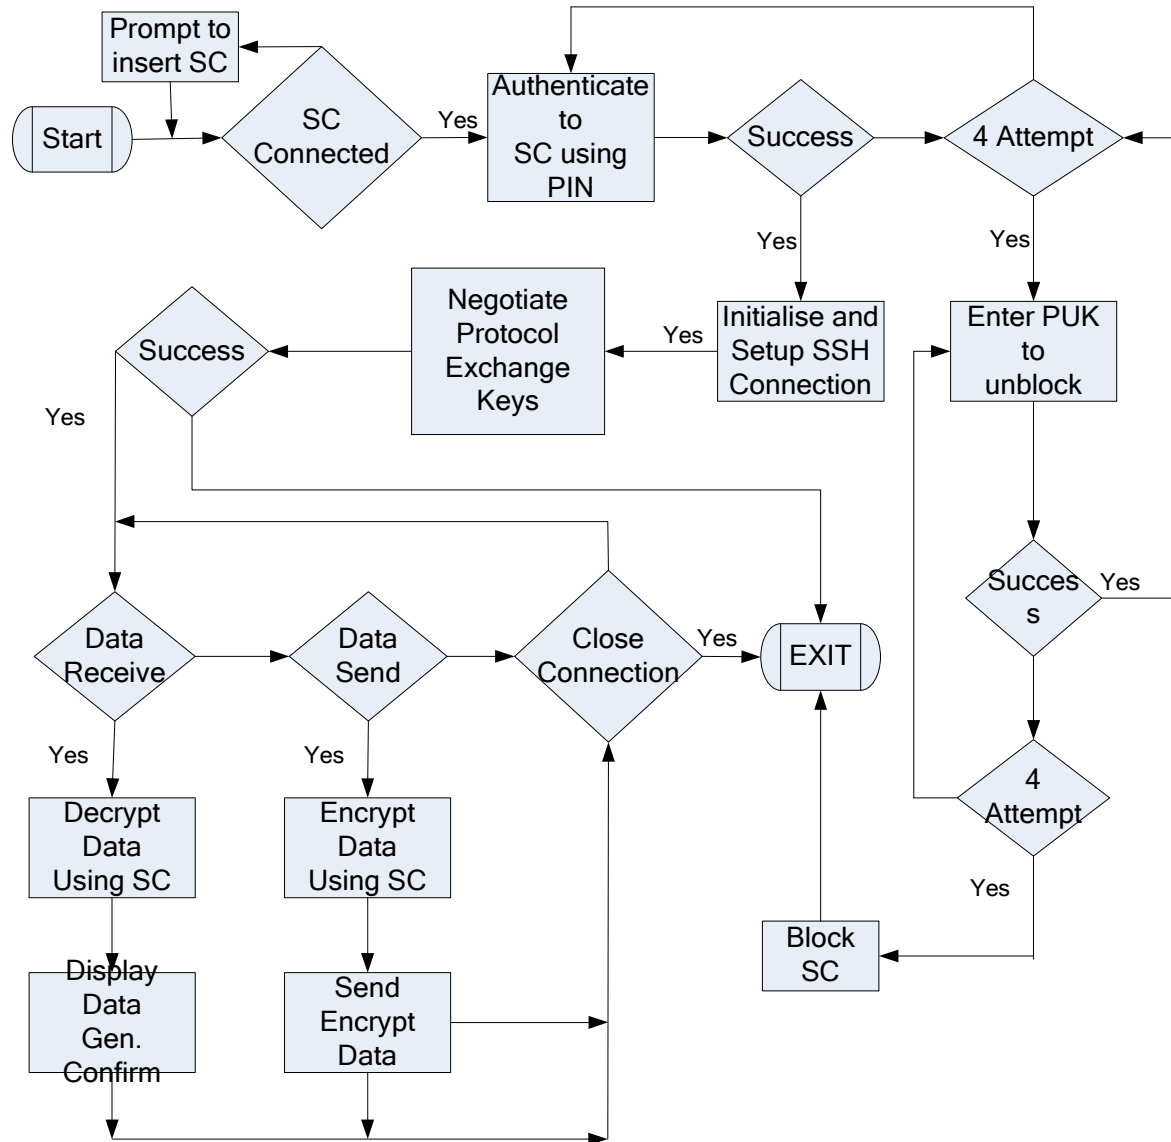 Prompt to
insert SC
Start
SC
Connected
Yes
Authenticate
to
SC using
PIN
Success
4 Attempt
Yes
Yes
Success
Negotiate
Protocol
Exchange
Keys
Yes
Initialise and
Setup SSH
Connection
Enter PUK
to
unblock
Yes
Succes
s
Yes
Data
Receive
Data
Send
Close
Connection
Yes
EXIT
Yes
Yes
4
Attempt
Decrypt
Data
Using SC
Encrypt
Data
Using SC
Yes
Block
SC
Display
Data
Gen.
Confirm
Send
Encrypt
Data